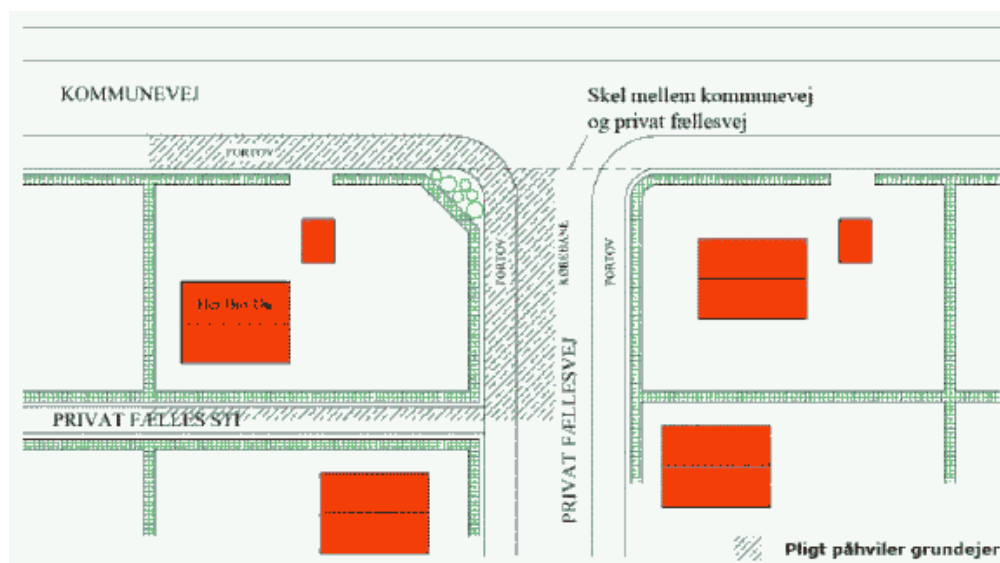 KOMMUNEVEJ
Skel mellem kommunevej
og privat fællesvej
FORTOV
FORTOV
KØREBANE
FORTOV
PRIVAT FÆLLESVEJ
PRIVAT FÆLLES STI
Pligt påhviler grundejer